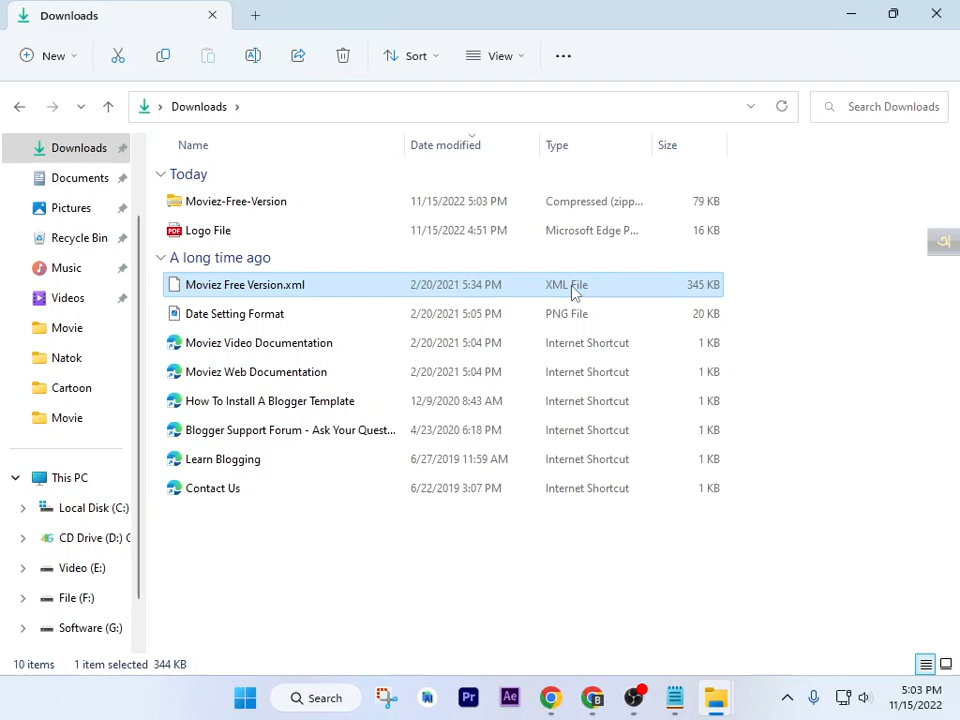 Downloads
New
Sort
View
Downloads
Search Downloads
Downloads
Documents
Pictures
Recycle Bin
Music
Videos
Movie
Natok
Cartoon
Movie
This PC
Local Disk (C:)
CD Drive (D:) C
Video (E:)
File (F:)
Software (G:)
Name Date modified Type Size
Today
Moviez-Free-Version 11/15/2022 5:03 PM Compressed (zipp... 79 KB
Logo File 11/15/2022 4:51 PM Microsoft Edge P... 16 KB
A long time ago
Moviez Free Version.xml 2/20/2021 5:34 PM XML File 345 KB
Date Setting Format 2/20/2021 5:05 PM PNG File 20 KB
Moviez Video Documentation 2/20/2021 5:04 PM Internet Shortcut 1 KB
Moviez Web Documentation 2/20/2021 5:04 PM Internet Shortcut 1 KB
How To Install A Blogger Template 12/9/2020 8:43 AM Internet Shortcut 1 KB
Blogger Support Forum - Ask Your Quest... 4/23/2020 6:18 PM Internet Shortcut 1 KB
Learn Blogging 6/27/2019 11:59 AM Internet Shortcut 1 KB
Contact Us 6/22/2019 3:07 PM Internet Shortcut 1 KB
অ
10 items 1 item selected 344 KB
Search
Pr
Ae
5:03 PM
11/15/2022